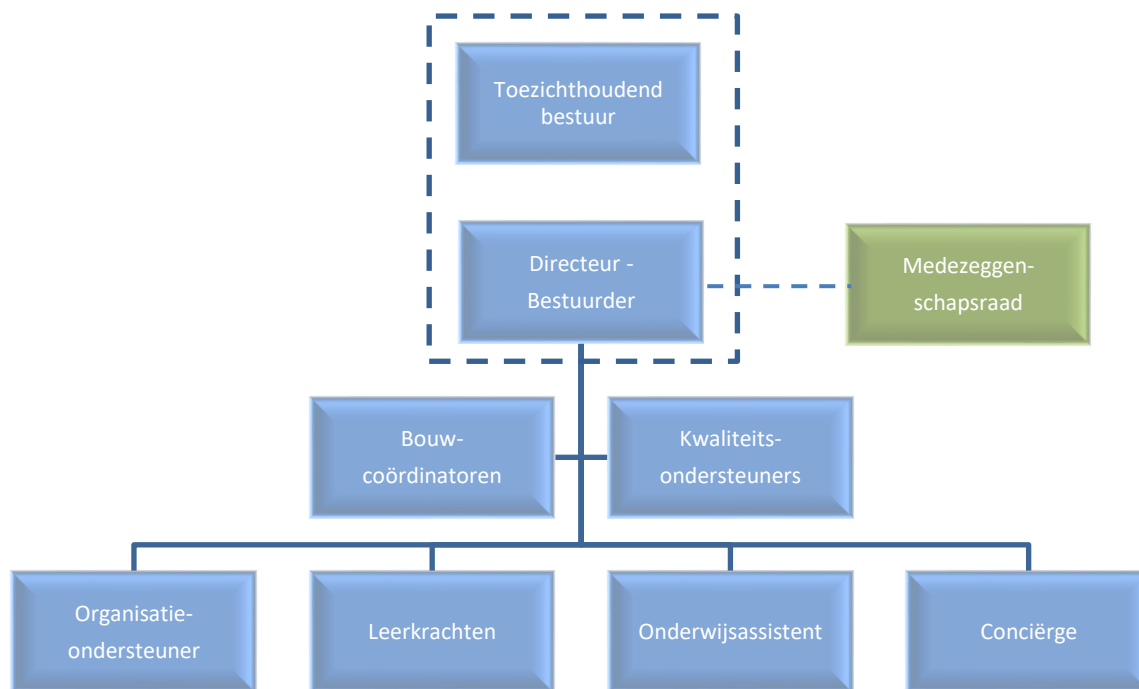 Toezichthoudend
bestuur
Directeur -
Bestuurder
Medezeggen-
schapsraad
Bouw-
coördinatoren
Kwaliteits-
ondersteuners
Organisatie-
ondersteuner
Leerkrachten
Onderwijsassistent
Conciërge